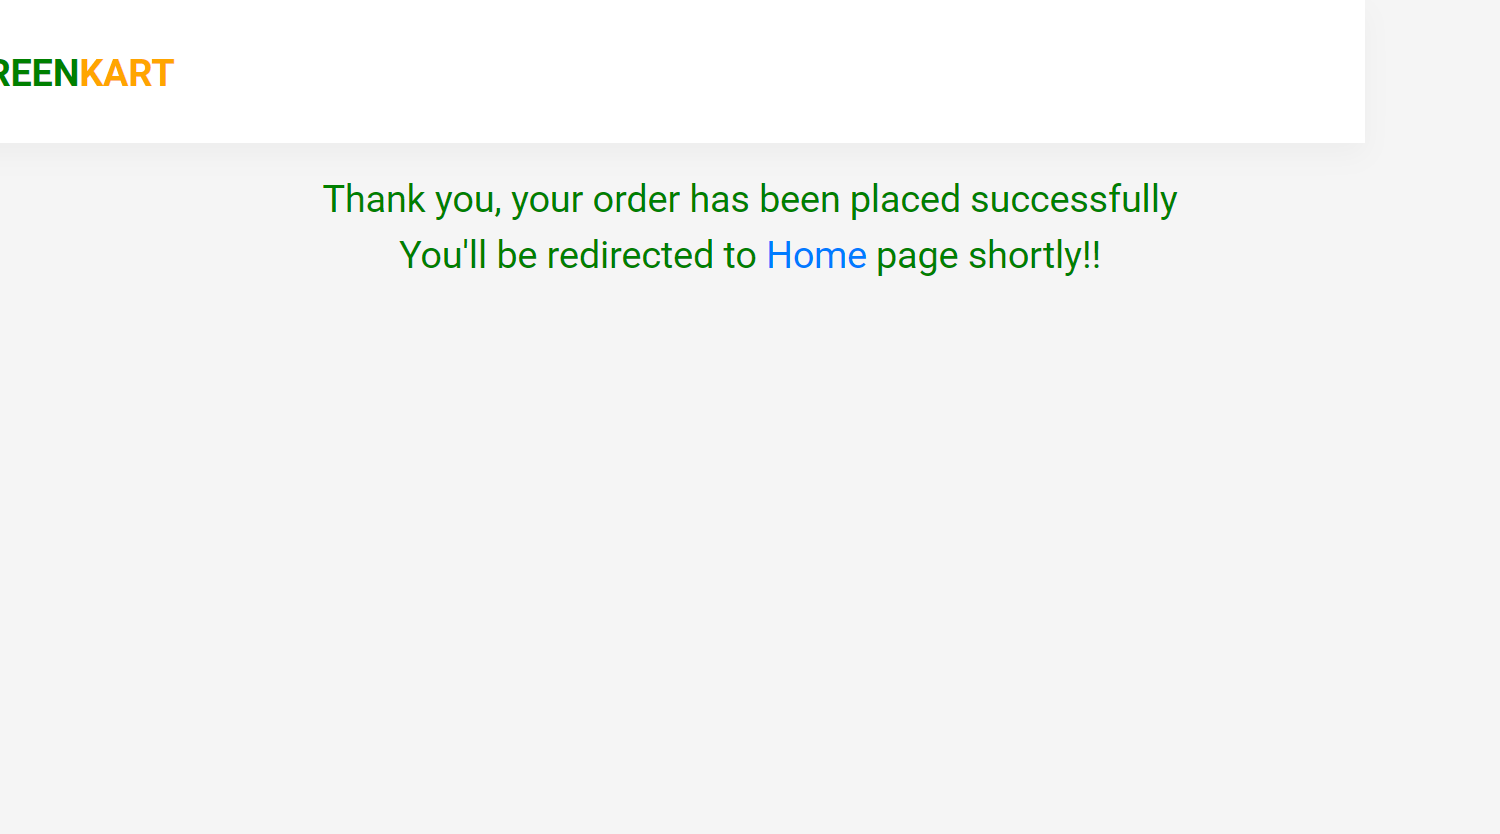 REENKART
Thank you, your order has been placed successfully
You'll be redirected to Home page shortly!!